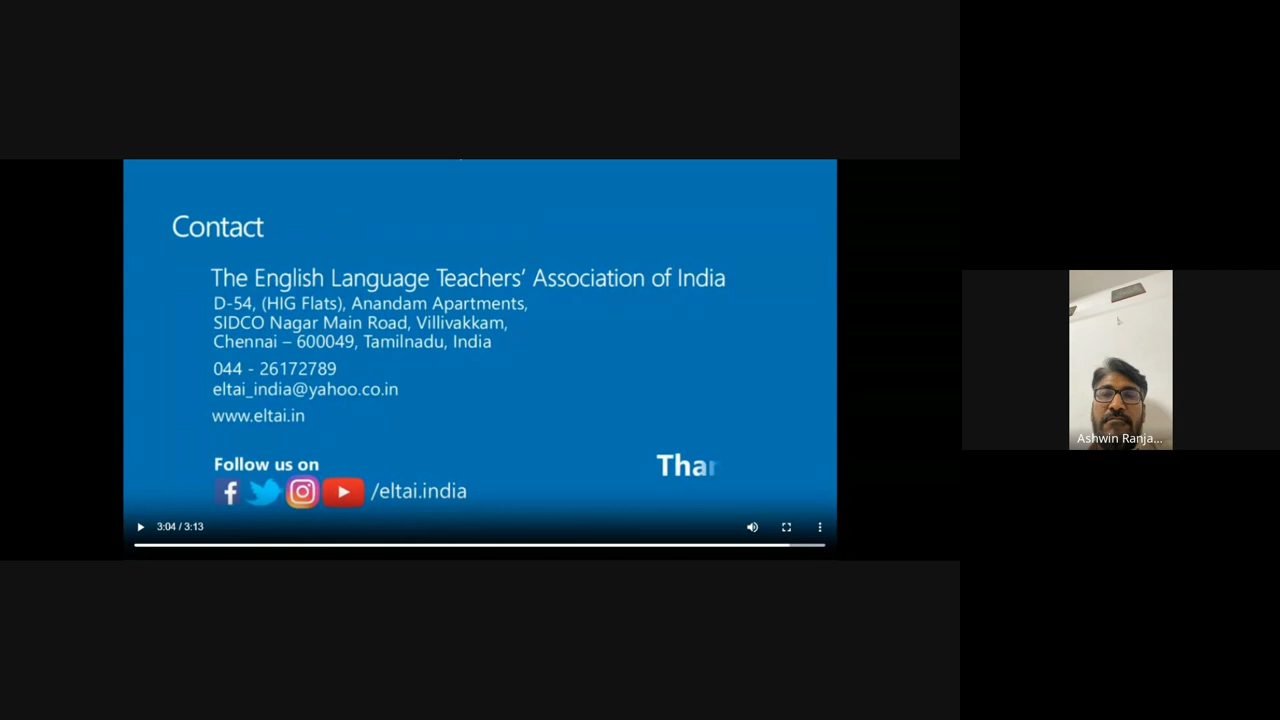 Contact
The English Language Teachers' Association of India
D-54, (HIG Flats), Anandam Apartments,
SIDCO Nagar Main Road, Villivakkam,
Chennai – 600049, Tamilnadu, India
044 - 26172789
eltai_india@yahoo.co.in
www.eltai.in
Follow us on
/eltai.india
Than
3:04 / 3:13
Ashwin Ranja...